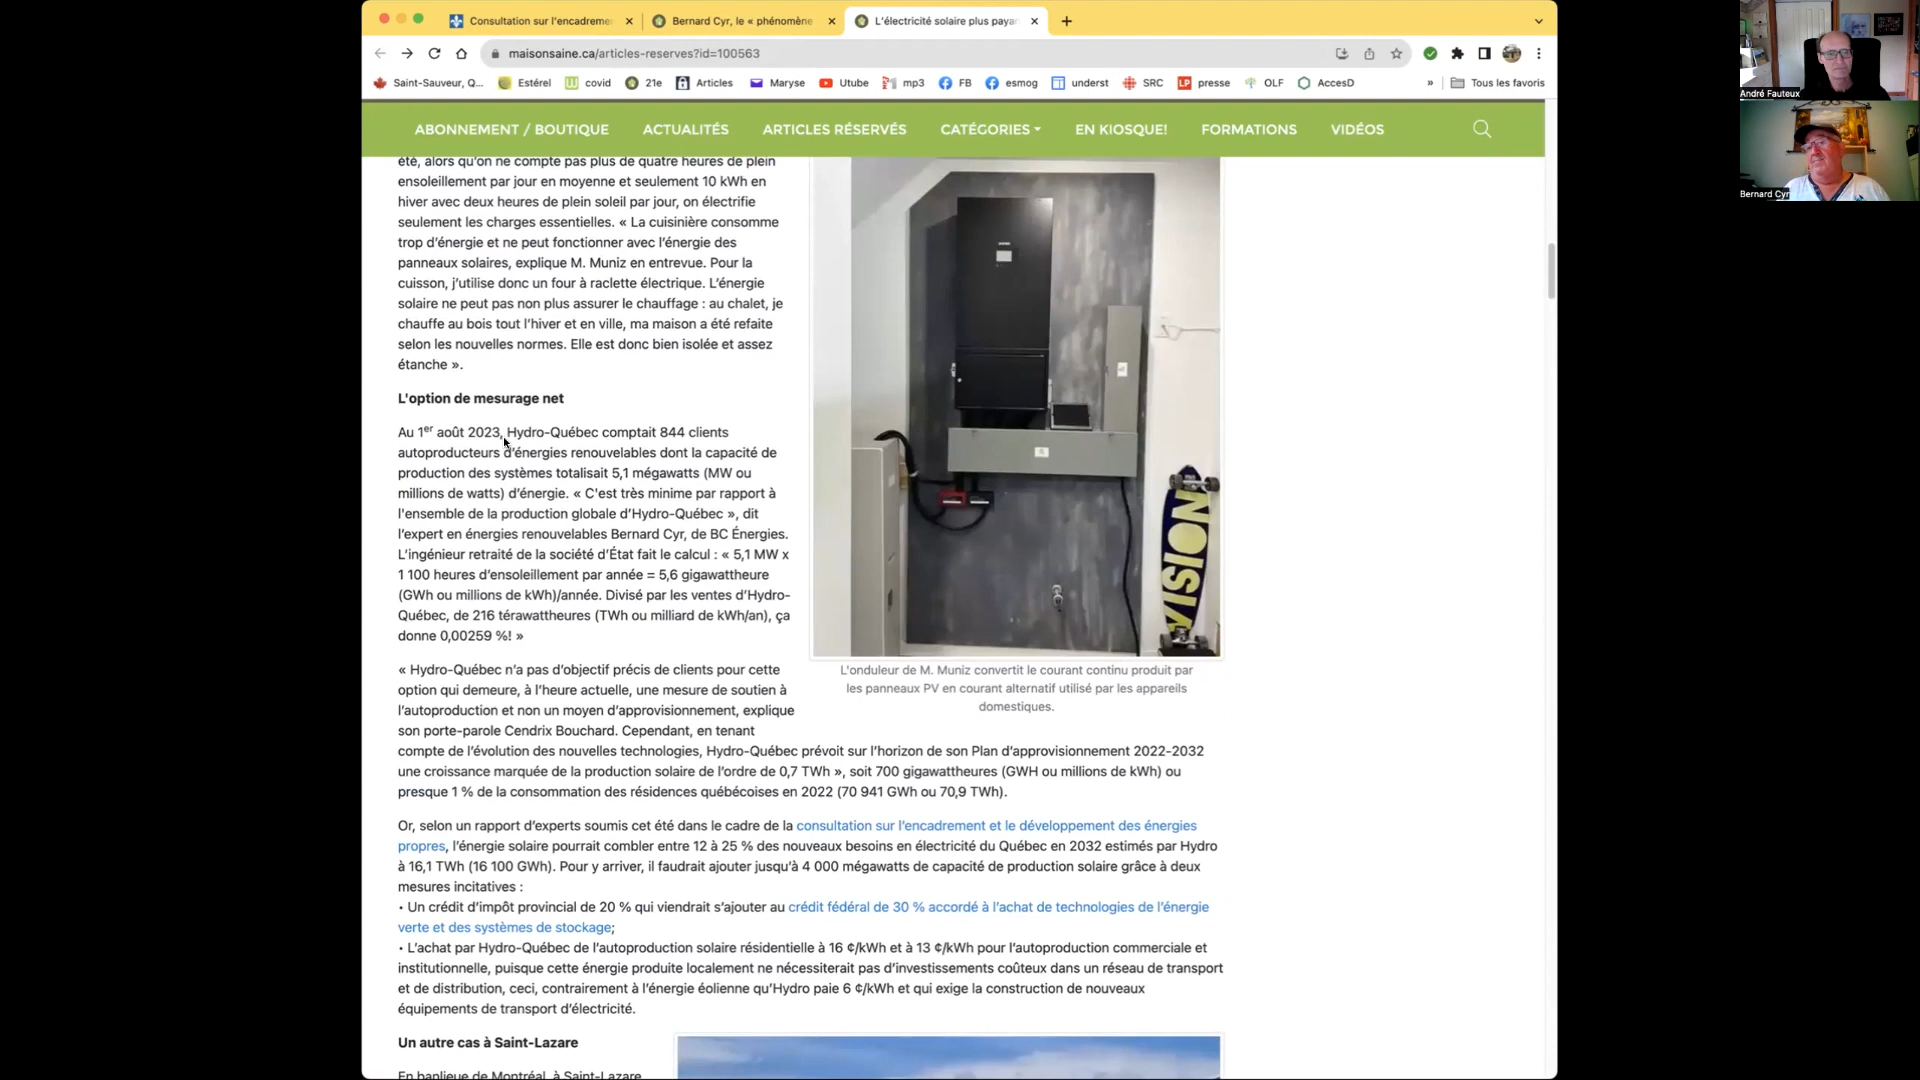 Consultation sur l'encadreme
Bernard Cyr, le « phénomène
L'électricité solaire plus paya
maisonsaine.ca/articles-reserves?id=100563
Saint-Sauveur, Q...
Estérel
covid
21e
Articles
Maryse
Utube
mp3
FB
esmog
underst
SRC
presse
OLF
AccesD
»
Tous les favoris
ABONNEMENT / BOUTIQUE
ACTUALITÉS
ARTICLES RÉSERVÉS
CATÉGORIES
EN KIOSQUE!
FORMATIONS
VIDÉOS
été, alors qu'on ne compte pas plus de quatre heures de plein
ensoleillement par jour en moyenne et seulement 10 kWh en
hiver avec deux heures de plein soleil par jour, on électrifie
seulement les charges essentielles. « La cuisinière consomme
trop d'énergie et ne peut fonctionner avec l'énergie des
panneaux solaires, explique M. Muniz en entrevue. Pour la
cuisson, j'utilise donc un four à raclette électrique. L'énergie
solaire ne peut pas non plus assurer le chauffage : au chalet, je
chauffe au bois tout l'hiver et en ville, ma maison a été refaite
selon les nouvelles normes. Elle est donc bien isolée et assez
étanche ».
L'option de mesurage net
Au 1er août 2023, Hydro-Québec comptait 844 clients
autoproducteurs d'énergies renouvelables dont la capacité de
production des systèmes totalisait 5,1 mégawatts (MW ou
millions de watts) d'énergie. « C'est très minime par rapport à
l'ensemble de la production globale d'Hydro-Québec », dit
l'expert en énergies renouvelables Bernard Cyr, de BC Énergies.
L'ingénieur retraité de la société d'État fait le calcul : « 5,1 MW x
1 100 heures d'ensoleillement par année = 5,6 gigawattheure
(GWh ou millions de kWh)/année. Divisé par les ventes d'Hydro-
Québec, de 216 térawattheures (TWh ou milliard de kWh/an), ça
donne 0,00259 %! »
« Hydro-Québec n'a pas d'objectif précis de clients pour cette
option qui demeure, à l'heure actuelle, une mesure de soutien à
l'autoproduction et non un moyen d'approvisionnement, explique
son porte-parole Cendrix Bouchard. Cependant, en tenant
compte de l'évolution des nouvelles technologies, Hydro-Québec prévoit sur l'horizon de son Plan d'approvisionnement 2022-2032
une croissance marquée de la production solaire de l'ordre de 0,7 TWh », soit 700 gigawattheures (GWH ou millions de kWh) ou
presque 1 % de la consommation des résidences québécoises en 2022 (70 941 GWh ou 70,9 TWh).
Or, selon un rapport d'experts soumis cet été dans le cadre de la consultation sur l'encadrement et le développement des énergies
propres, l'énergie solaire pourrait combler entre 12 à 25 % des nouveaux besoins en électricité du Québec en 2032 estimés par Hydro
à 16,1 TWh (16 100 GWh). Pour y arriver, il faudrait ajouter jusqu'à 4 000 mégawatts de capacité de production solaire grâce à deux
mesures incitatives :
• Un crédit d'impôt provincial de 20 % qui viendrait s'ajouter au crédit fédéral de 30 % accordé à l'achat de technologies de l'énergie
verte et des systèmes de stockage;
• L'achat par Hydro-Québec de l'autoproduction solaire résidentielle à 16 ¢/kWh et à 13 ¢/kWh pour l'autoproduction commerciale et
institutionnelle, puisque cette énergie produite localement ne nécessiterait pas d'investissements coûteux dans un réseau de transport
et de distribution, ceci, contrairement à l'énergie éolienne qu'Hydro paie 6 ¢/kWh et qui exige la construction de nouveaux
équipements de transport d'électricité.
Un autre cas à Saint-Lazare
En banlieue de Montréal, à Saint-Lazare
VISION
L'onduleur de M. Muniz convertit le courant continu produit par
les panneaux PV en courant alternatif utilisé par les appareils
domestiques.
André Fauteux
Bernard Cyr